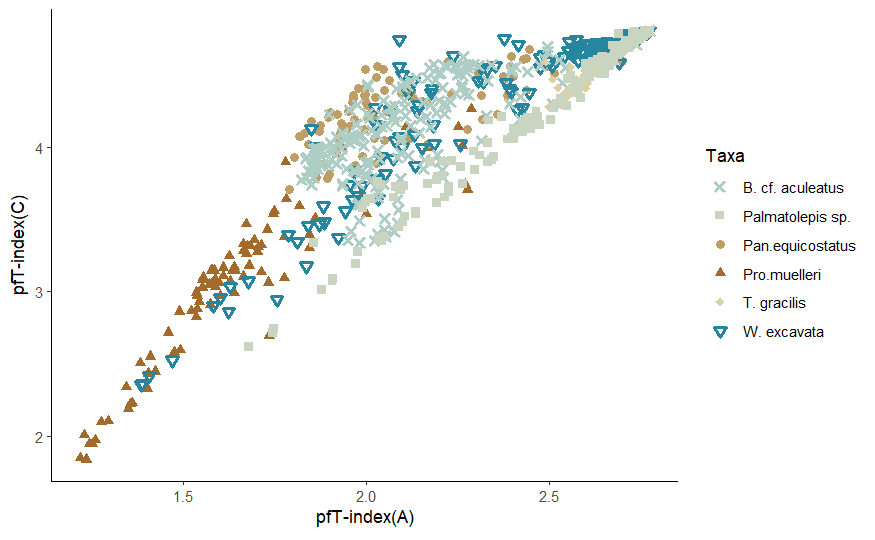 pfT-index(C)
4
3
2
1.5
2.0
2.5
pfT-index(A)
Taxa
B. cf. aculeatus
Palmatolepis sp.
Pan.equicostatus
Pro.muelleri
T. gracilis
W. excavata